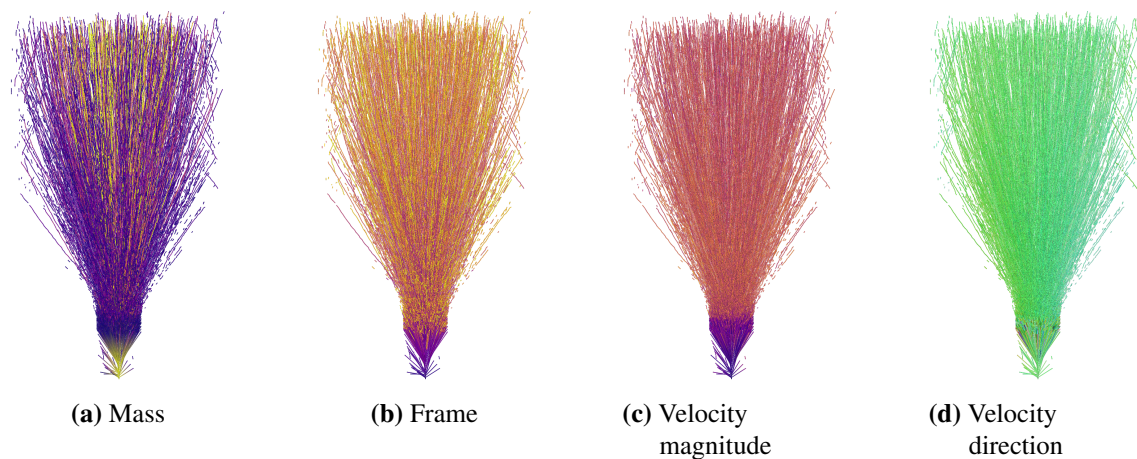 (a) Mass
(b) Frame
(c) Velocity
magnitude
(d) Velocity
direction